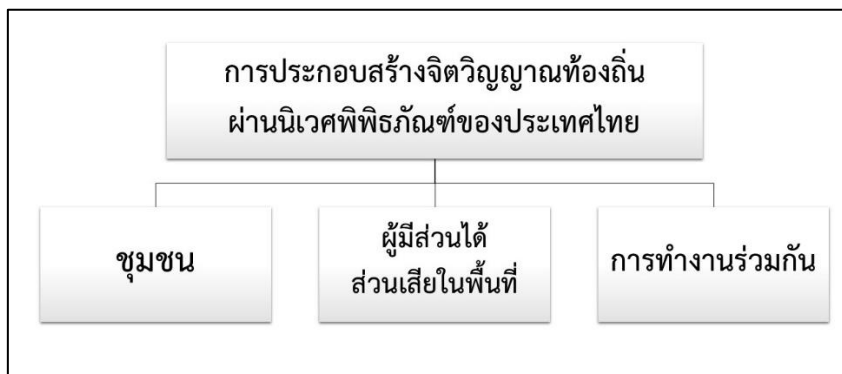 การประกอบสร้างจิตวิญญาณท้องถิ่น
ผ่านนิเวศพิพิธภัณฑ์ของประเทศไทย
ชุมชน
ผู้มีส่วนได้
ส่วนเสียในพื้นที่
การทำงานร่วมกัน